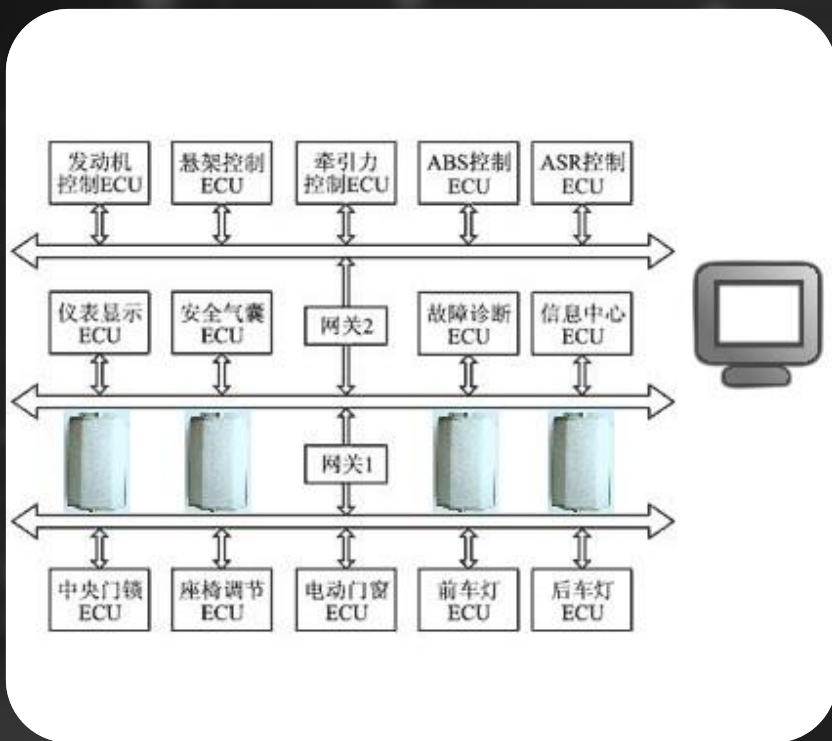 发动机
控制ECU
悬架控制
ECU
牵引力
控制ECU
ABS控制
ECU
ASR控制
ECU
仪表显示
ECU
安全气囊
ECU
网关2
故障诊断
ECU
信息中心
ECU
网关1
中央门锁
ECU
座椅调节
ECU
电动门窗
ECU
前车灯
ECU
后车灯
ECU